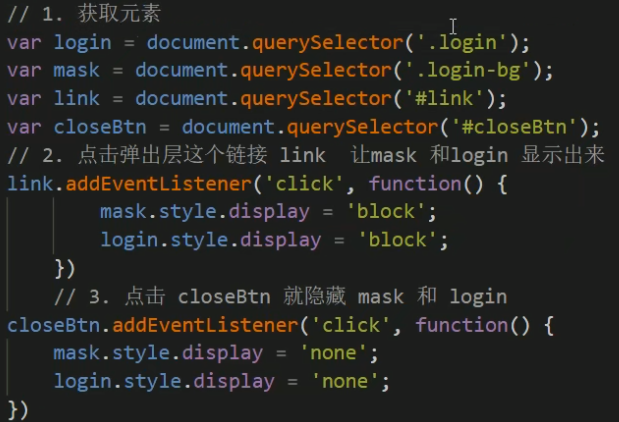 // 1. 获取元素
var login = document.querySelector('.login');
var mask = document.querySelector('.login-bg');
var link = document.querySelector('#link');
var closeBtn = document.querySelector('#closeBtn');
// 2. 点击弹出层这个链接 link  让mask 和login 显示出来
link.addEventListener('click', function() {
        mask.style.display = 'block';
        login.style.display = 'block';
    })
    // 3. 点击 closeBtn 就隐藏 mask 和 login
closeBtn.addEventListener('click', function() {
    mask.style.display = 'none';
    login.style.display = 'none';
})